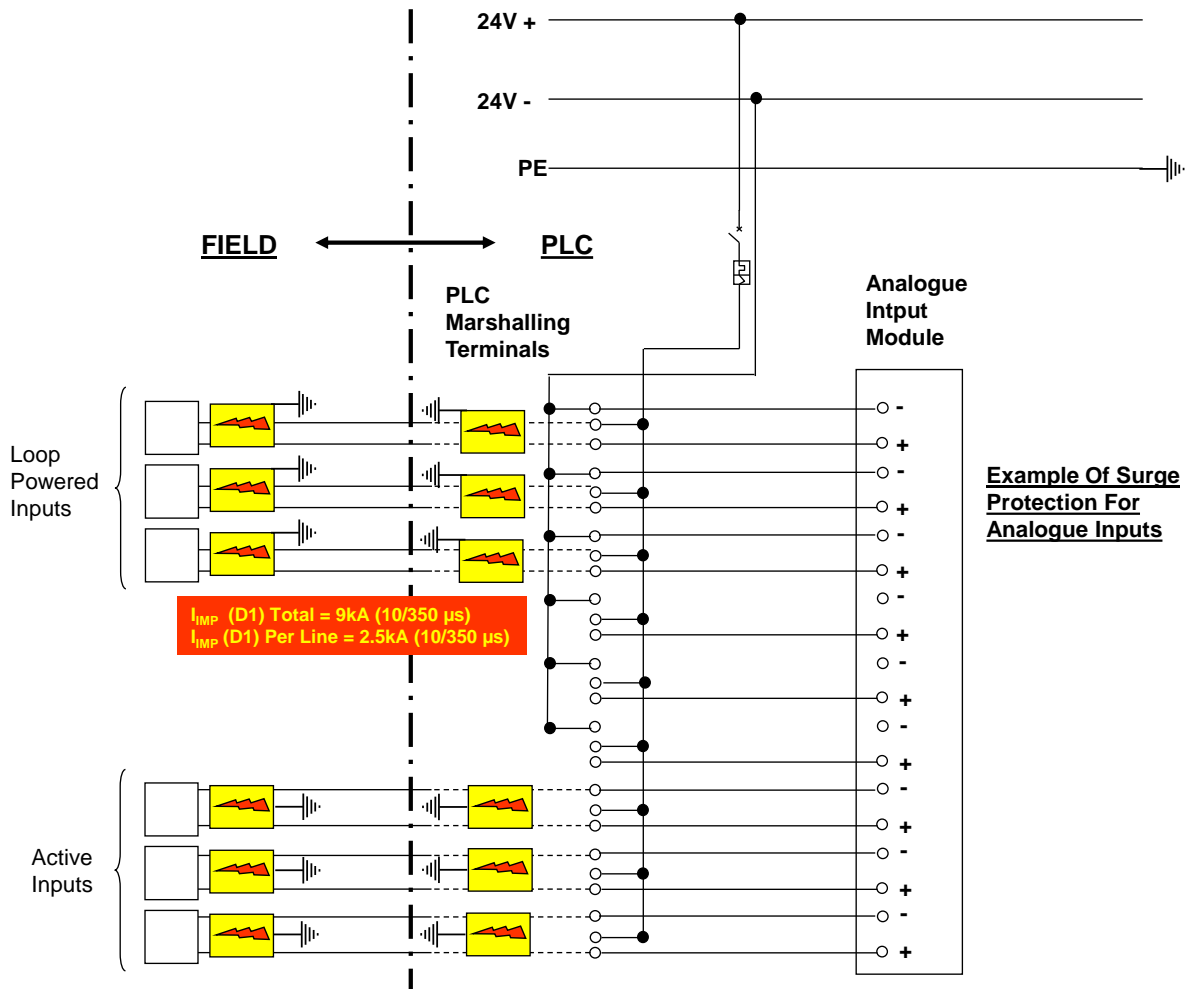 24V +
24V -
PE
FIELD
PLC
PLC
Marshalling
Terminals
Analogue
Intput
Module
Loop
Powered
Inputs
-
+
-
+
-
+
-
+
-
+
-
+
-
+
-
+
-
+
Example Of Surge
Protection For
Analogue Inputs
IIMP (D1) Total = 9kA (10/350 µs)
IIMP (D1) Per Line = 2.5kA (10/350 µs)
Active
Inputs